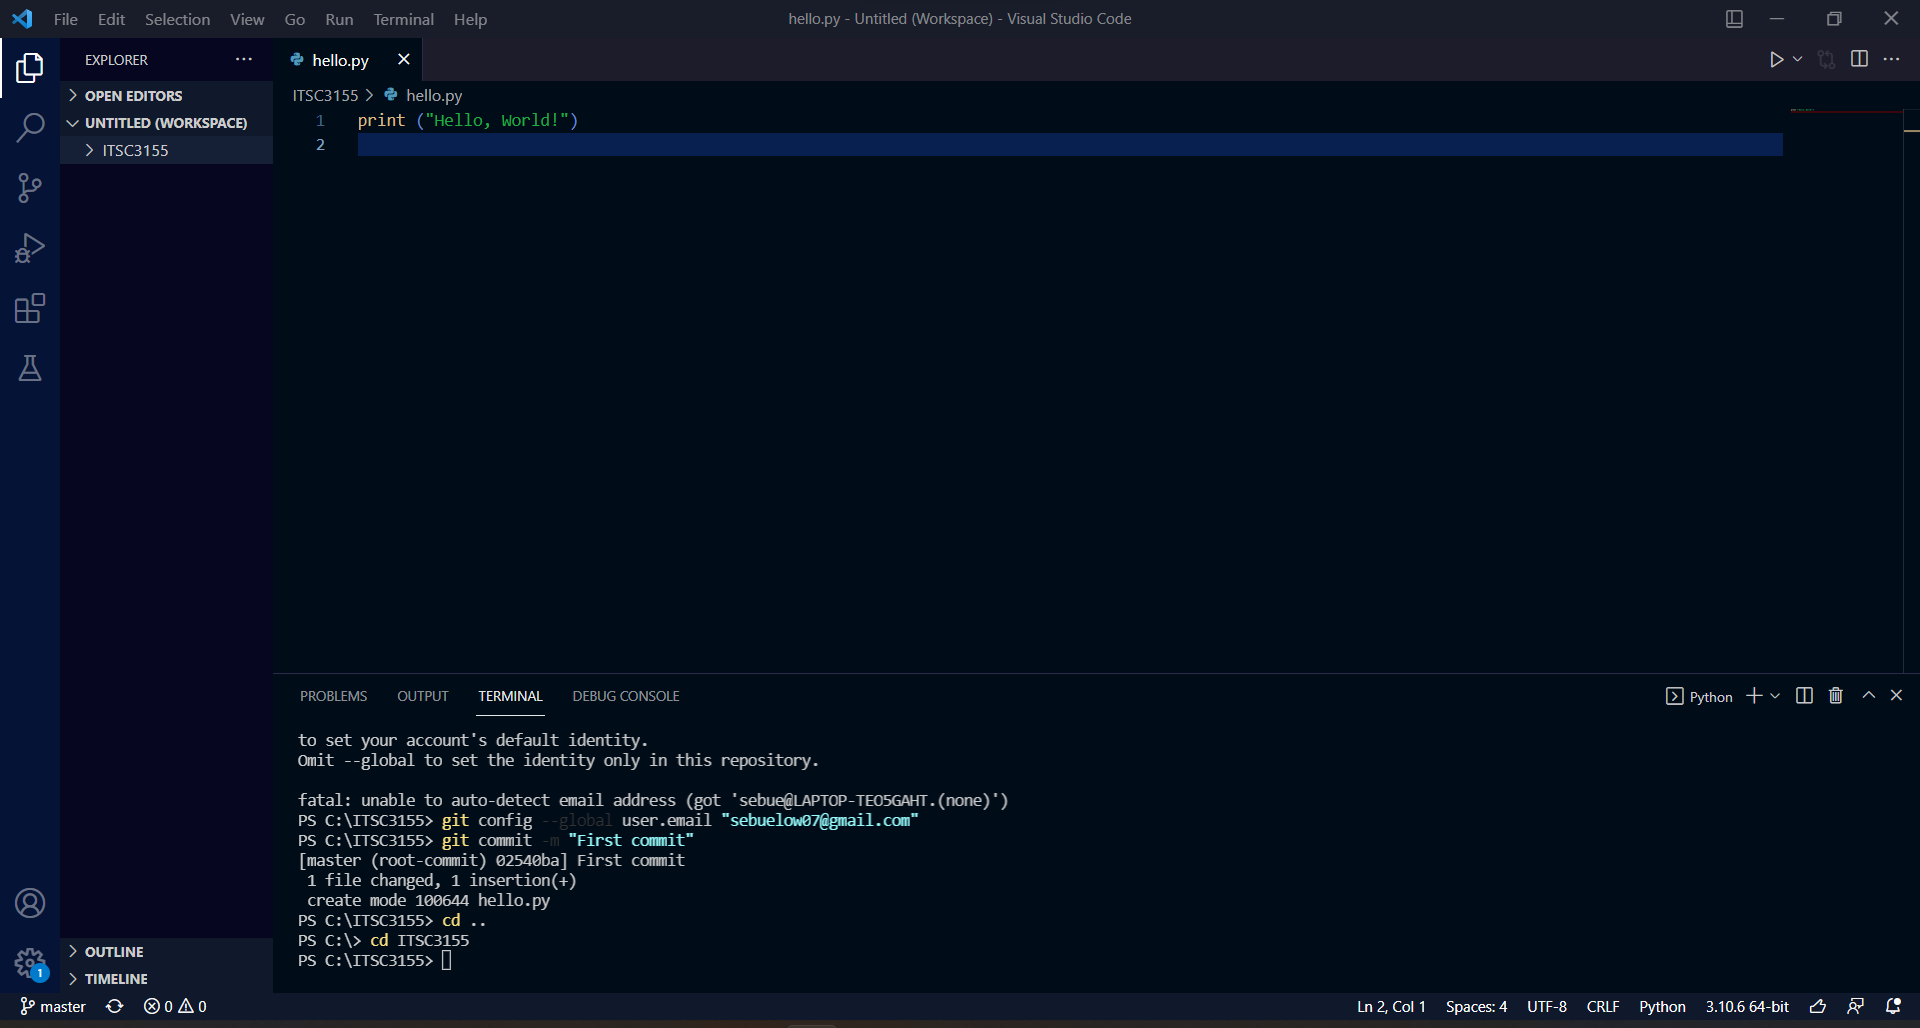 File Edit Selection View Go Run Terminal Help
hello.py - Untitled (Workspace) - Visual Studio Code
EXPLORER
hello.py
OPEN EDITORS
UNTITLED (WORKSPACE)
ITSC3155
ITSC3155 > hello.py
1 print ("Hello, World!")
2
PROBLEMS OUTPUT TERMINAL DEBUG CONSOLE
Python
to set your account's default identity.
Omit --global to set the identity only in this repository.
fatal: unable to auto-detect email address (got 'sebue@LAPTOP-TEO5GAHT.(none)')
PS C:\ITSC3155> git config --global user.email "sebuelow07@gmail.com"
PS C:\ITSC3155> git commit -m "First commit"
[master (root-commit) 02540ba] First commit
1 file changed, 1 insertion(+)
create mode 100644 hello.py
PS C:\ITSC3155> cd ..
PS C:\> cd ITSC3155
PS C:\ITSC3155>
OUTLINE
TIMELINE
1
master 0 0
Ln 2, Col 1 Spaces: 4 UTF-8 CRLF Python 3.10.6 64-bit